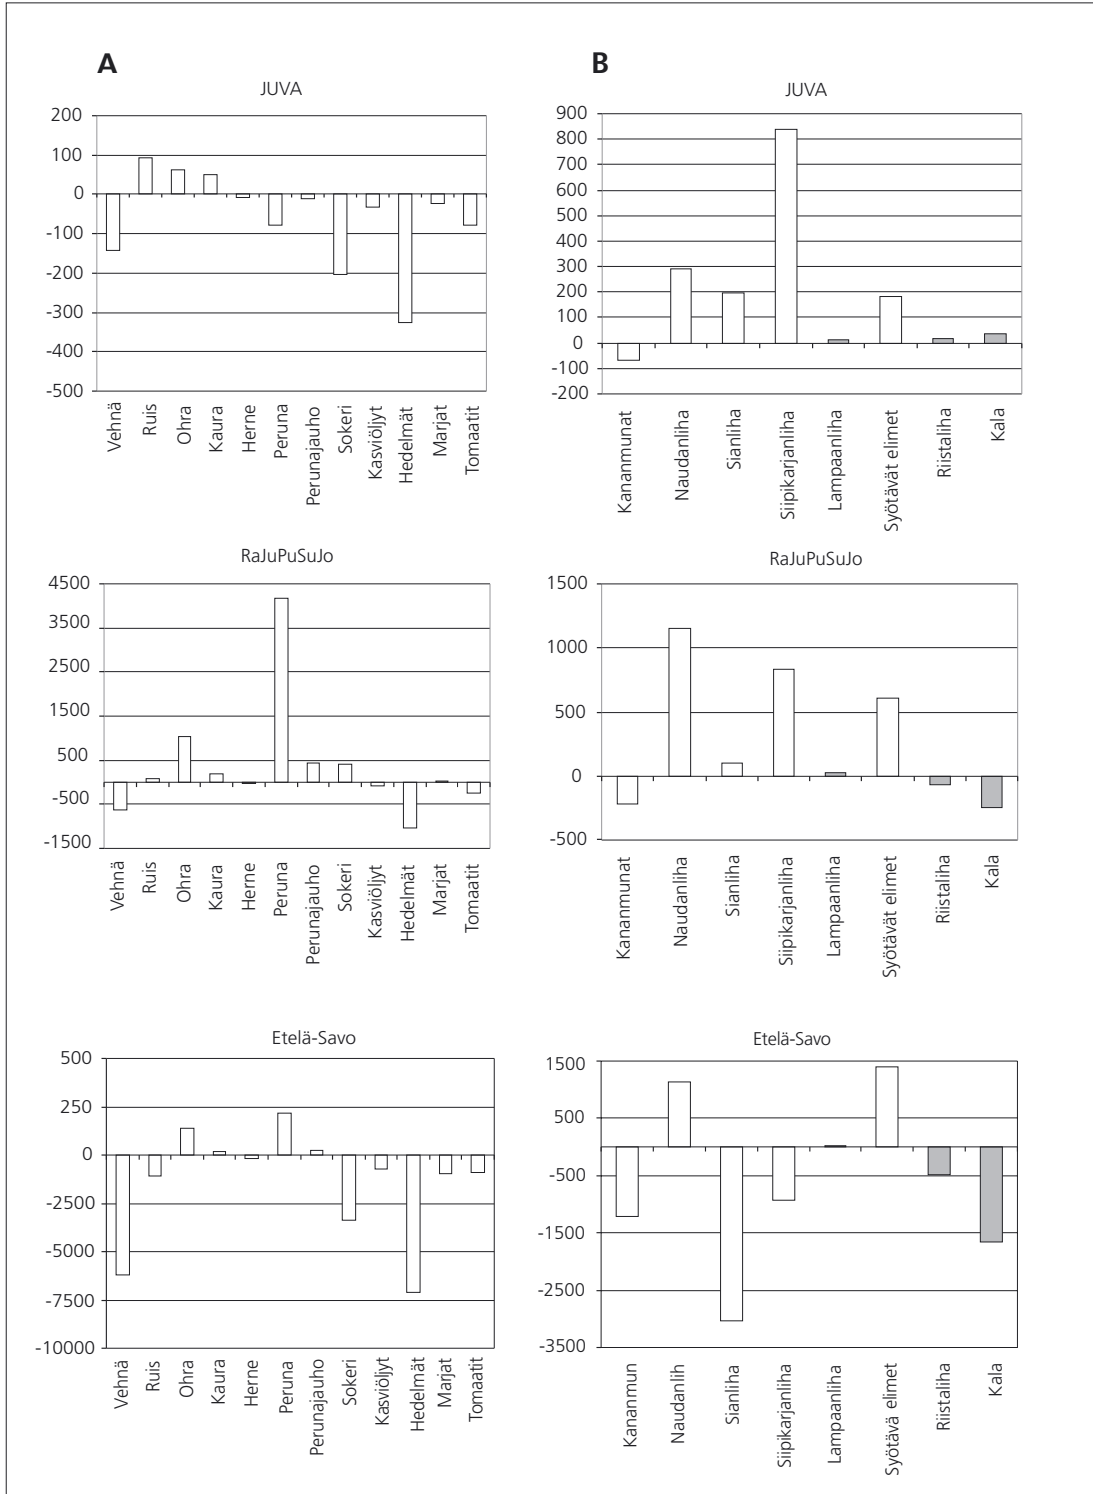 A
B
JUVA
200
100
0
-100
-200
-300
-400
-500
Vehnä
Ruis
Ohra
Kaura
Herne
Peruna
Perunajauho
Sokeri
Kasviöljyt
Hedelmät
Marjat
Tomaatit
JUVA
900
800
700
600
500
400
300
200
100
0
-100
-200
Kananmunat
Naudanliha
Sianliha
Siipikarjanliha
Lampaanliha
Syötävät elimet
Riistaliha
Kala
RaJuPuSuJo
4500
3500
2500
1500
500
-500
-1500
Vehnä
Ruis
Ohra
Kaura
Herne
Peruna
Perunajauho
Sokeri
Kasviöljyt
Hedelmät
Marjat
Tomaatit
RaJuPuSuJo
1500
1000
500
0
-500
Kananmunat
Naudanliha
Sianliha
Siipikarjanliha
Lampaanliha
Syötävät elimet
Riistaliha
Kala
Etelä-Savo
500
250
0
-2500
-5000
-7500
-10000
Vehnä
Ruis
Ohra
Kaura
Herne
Peruna
Perunajauho
Sokeri
Kasviöljyt
Hedelmät
Marjat
Tomaatit
Etelä-Savo
1500
500
-500
-1500
-2500
-3500
Kananmun
Naudanlih
Sianliha
Siipikarjanliha
Lampaanliha
Syötävä elimet
Riistaliha
Kala